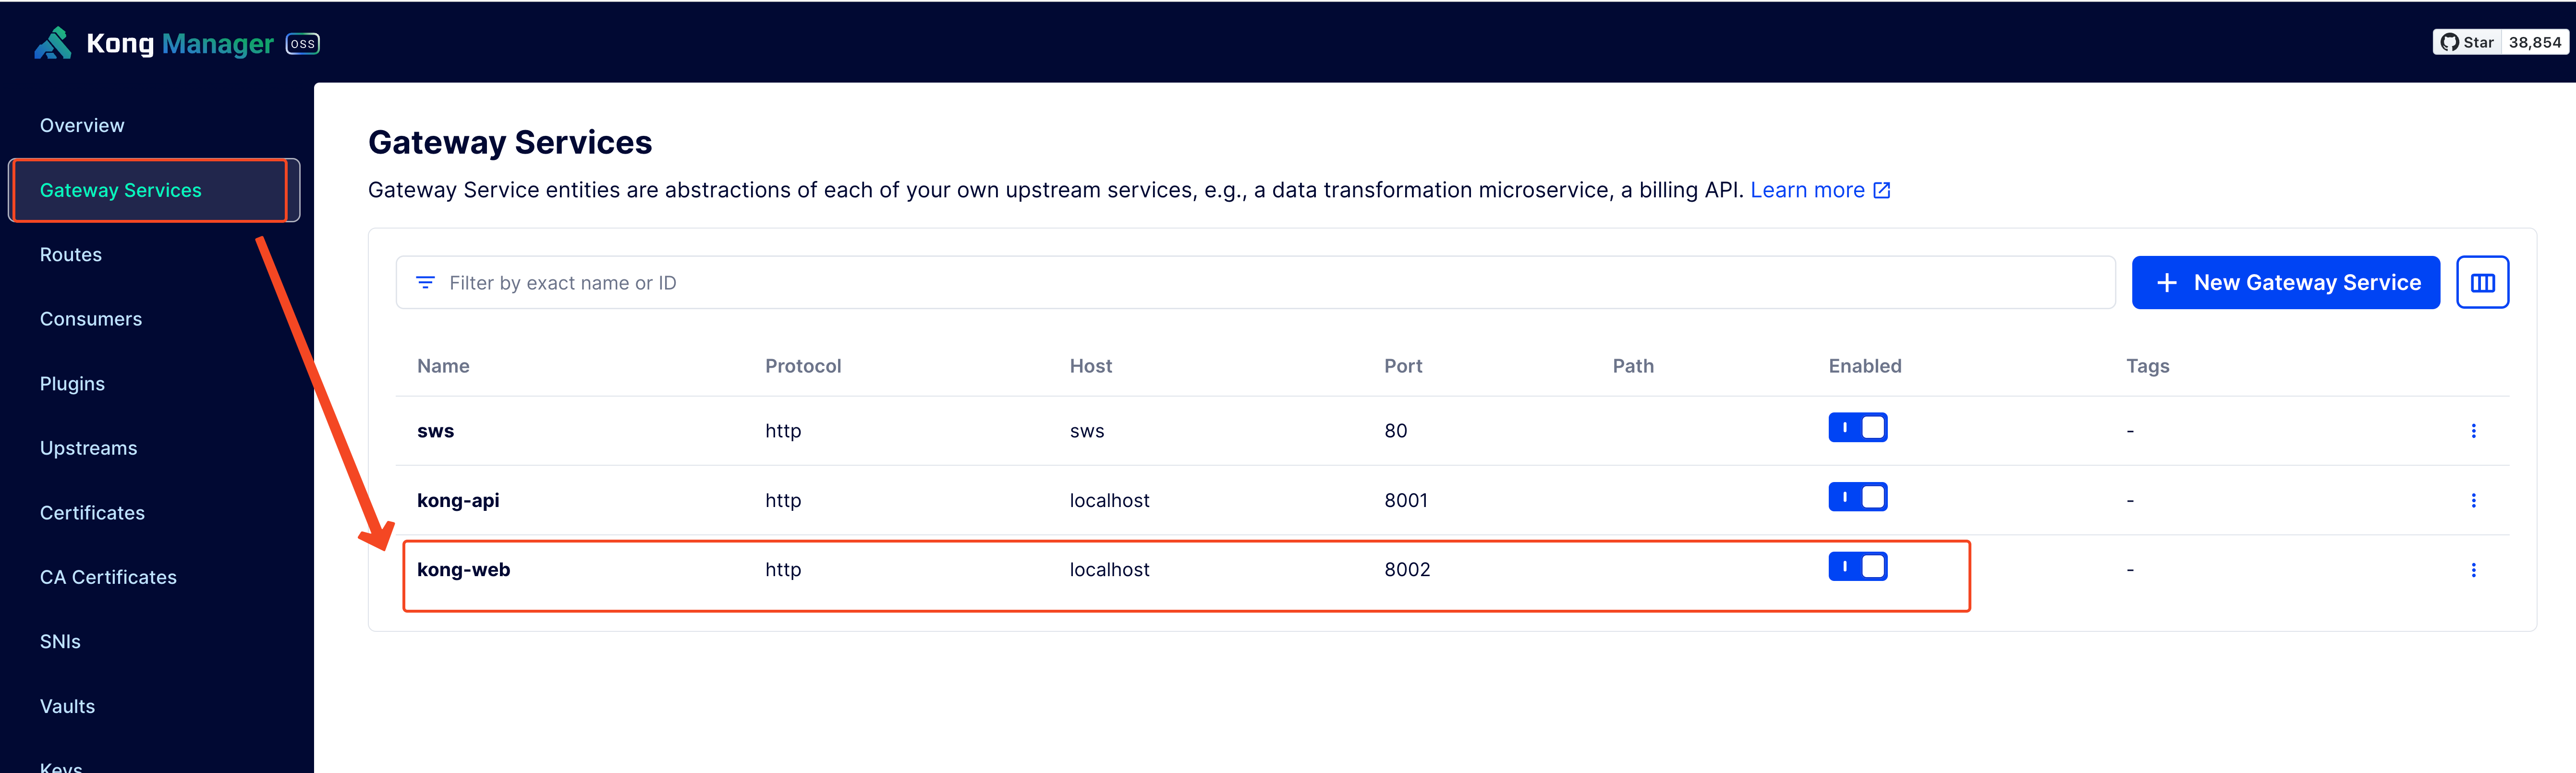 Kong Manager OSS
Star 38,854
Overview
Gateway Services
Routes
Consumers
Plugins
Upstreams
Certificates
CA Certificates
SNIs
Vaults
Keys
Gateway Services
Gateway Service entities are abstractions of each of your own upstream services, e.g., a data transformation microservice, a billing API. Learn more
Filter by exact name or ID
New Gateway Service
Name Protocol Host Port Path Enabled Tags
sws http sws 80 -
kong-api http localhost 8001 -
kong-web http localhost 8002 -